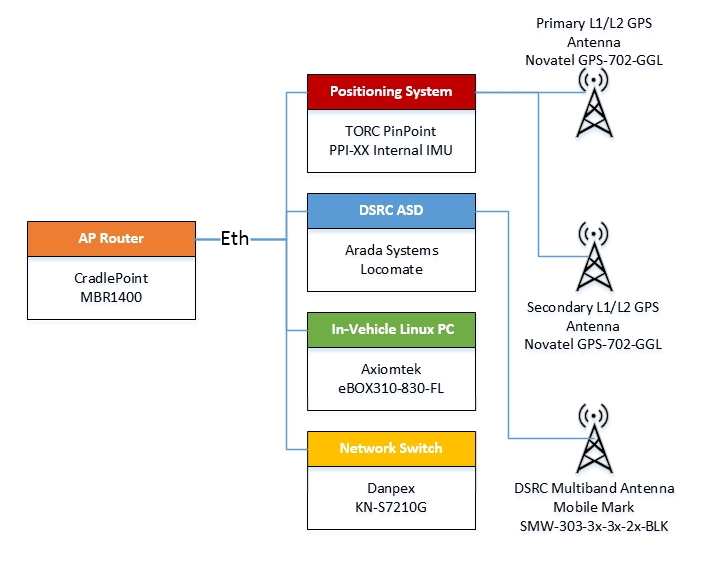 Primary L1/L2 GPS
Antenna
Novatel GPS-702-GGL
Positioning System
TORC PinPoint
PPI-XX Internal IMU
DSRC ASD
Arada Systems
Locomate
AP Router
CradlePoint
MBR1400
Eth
In-Vehicle Linux PC
Axiomtek
eBOX310-830-FL
Network Switch
Danpex
KN-S7210G
Secondary L1/L2 GPS
Antenna
Novatel GPS-702-GGL
DSRC Multiband Antenna
Mobile Mark
SMW-303-3x-3x-2x-BLK